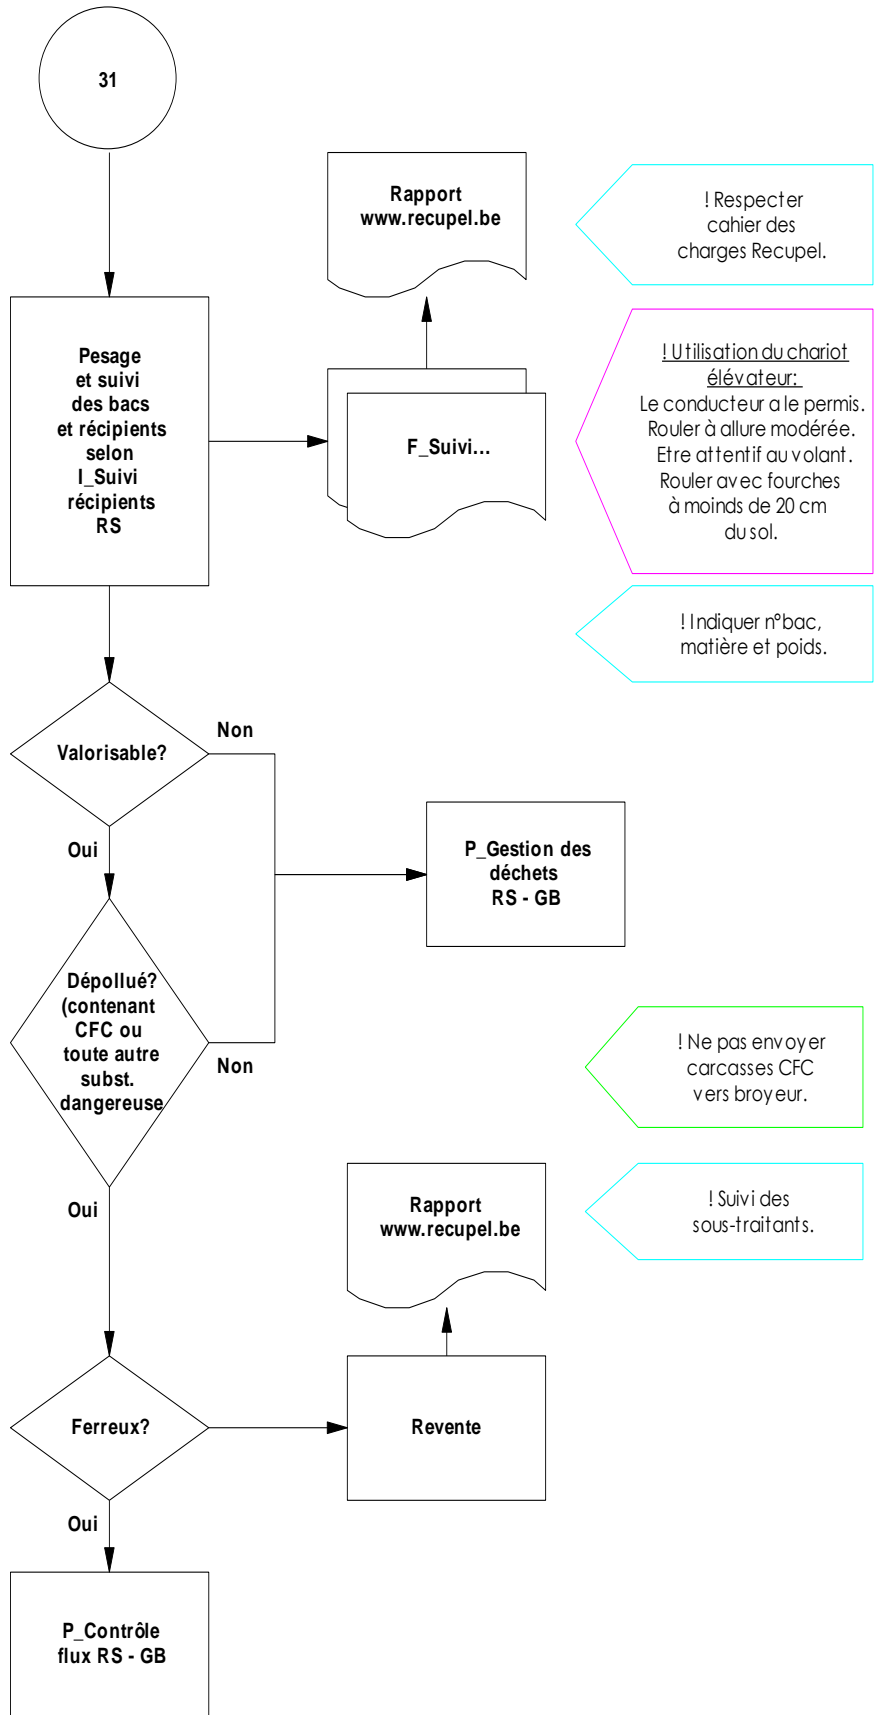 31
Rapport
www.recupel.be
! Respecter
cahier des
charges Recupel.
Pesage
et suivi
des bacs
et récipients
selon
I_Suivi
récipients
RS
F_Suivi...
! Utilisation du chariot
élévateur:
Le conducteur a le permis.
Rouler à allure modérée.
Etre attentif au volant.
Rouler avec fourches
à moinds de 20 cm
du sol.
! Indiquer n°bac,
matière et poids.
Valorisable?
Non
Oui
P_Gestion des
déchets
RS - GB
Dépollué?
(contenant
CFC ou
toute autre
subst.
dangereuse
Non
! Ne pas envoyer
carcasses CFC
vers broyeur.
Oui
Rapport
www.recupel.be
! Suivi des
sous-traitants.
Ferreux?
Revente
Oui
P_Contrôle
flux RS - GB